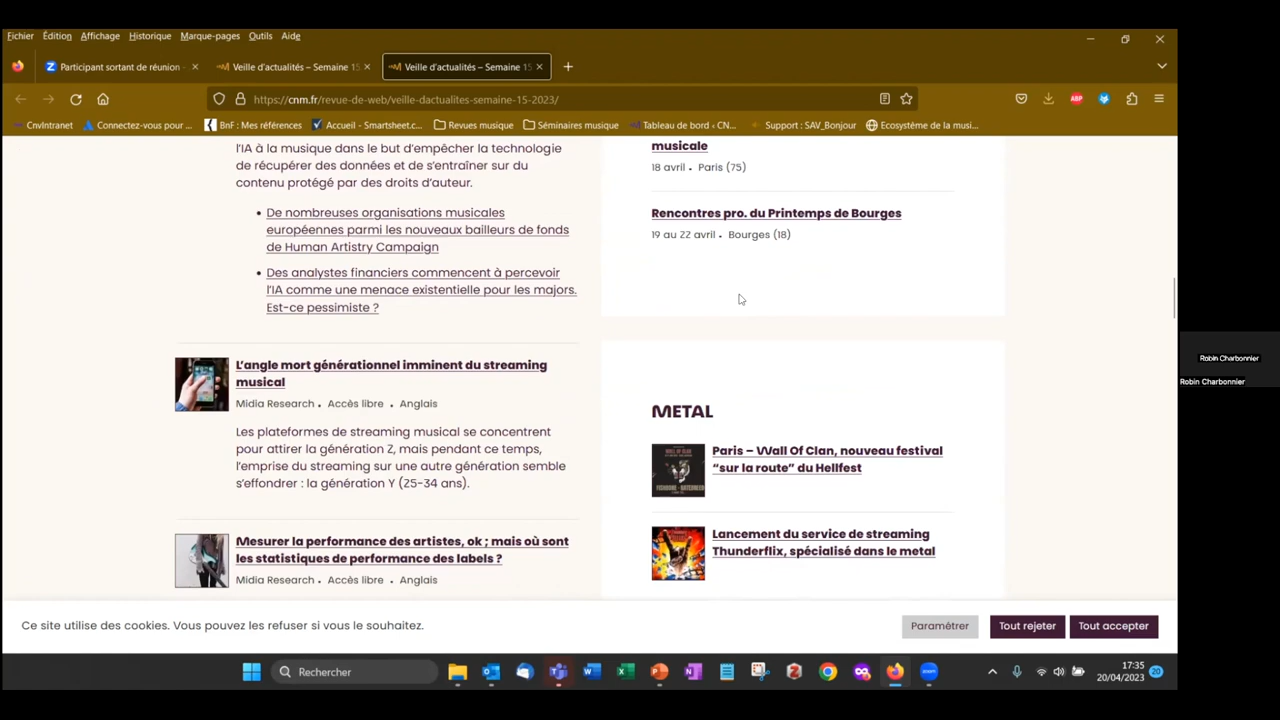 Fichier Édition Affichage Historique Marque-pages Outils Aide
Participant sortant de réunion
Veille d'actualités – Semaine 15
Veille d'actualités – Semaine 15
https://cnm.fr/revue-de-web/veille-dactualites-semaine-15-2023/
ABP
CnvIntranet
Connectez-vous pour ...
BnF : Mes références
Accueil - Smartsheet.c...
Revues musique
Séminaires musique
Tableau de bord ‹ CN...
Support : SAV_Bonjour
Ecosystème de la musi...
l'IA à la musique dans le but d'empêcher la technologie
de récupérer des données et de s'entraîner sur du
contenu protégé par des droits d'auteur.
• De nombreuses organisations musicales
européennes parmi les nouveaux bailleurs de fonds
de Human Artistry Campaign
• Des analystes financiers commencent à percevoir
l'IA comme une menace existentielle pour les majors.
Est-ce pessimiste ?
L'angle mort générationnel imminent du streaming
musical
Midia Research • Accès libre • Anglais
Les plateformes de streaming musical se concentrent
pour attirer la génération Z, mais pendant ce temps,
l'emprise du streaming sur une autre génération semble
s'effondrer : la génération Y (25-34 ans).
Mesurer la performance des artistes, ok ; mais où sont
les statistiques de performance des labels ?
Midia Research • Accès libre • Anglais
musicale
18 avril • Paris (75)
Rencontres pro. du Printemps de Bourges
19 au 22 avril • Bourges (18)
METAL
Paris – Wall Of Clan, nouveau festival
“sur la route” du Hellfest
Lancement du service de streaming
Thunderflix, spécialisé dans le metal
Ce site utilise des cookies. Vous pouvez les refuser si vous le souhaitez.
Paramétrer
Tout rejeter
Tout accepter
Rechercher
17:35
20/04/2023
20
Robin Charbonnier
Robin Charbonnier